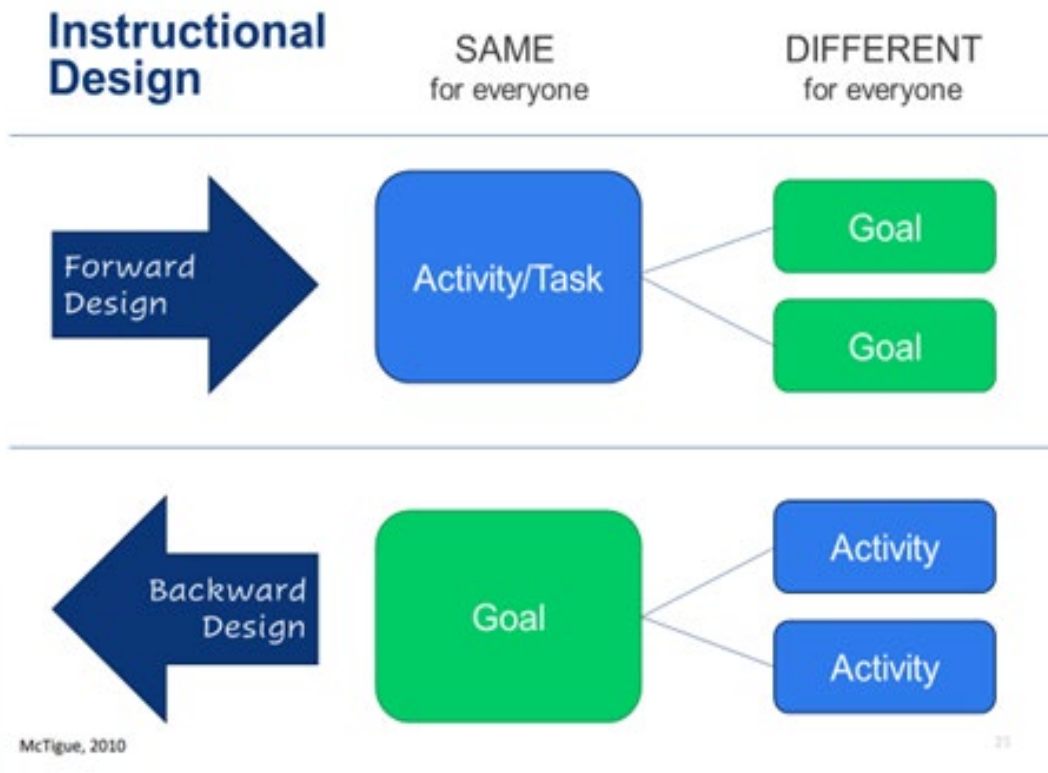 Instructional
Design
SAME
for everyone
DIFFERENT
for everyone
Forward
Design
Activity/Task
Goal
Goal
Backward
Design
Goal
Activity
Activity
McTigue, 2010